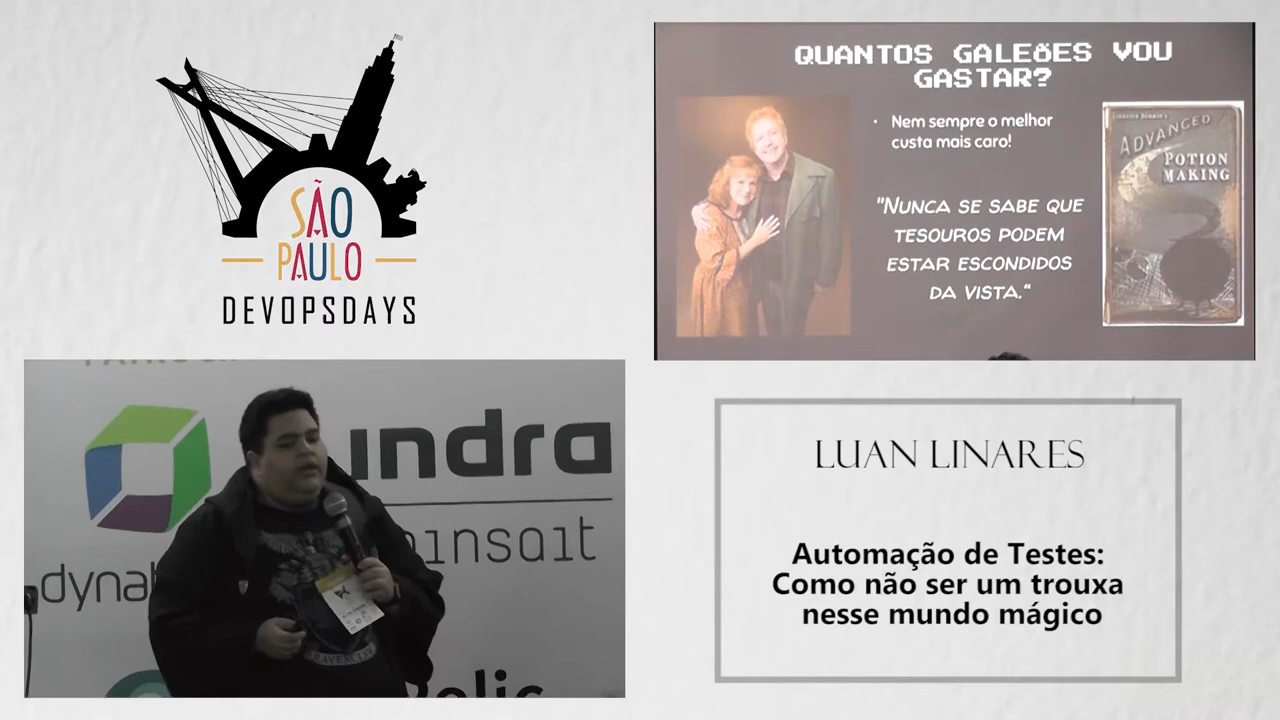 SÃO
PAULO
DEVOPSDAYS
QUANTOS GALEÕES VOU
GASTAR?
• Nem sempre o melhor
custa mais caro!
"NUNCA SE SABE QUE
TESOUROS PODEM
ESTAR ESCONDIDOS
DA VISTA."
ADVANCED
POTION
MAKING
indra
LUAN LINARES
Automação de Testes:
Como não ser um trouxa
nesse mundo mágico